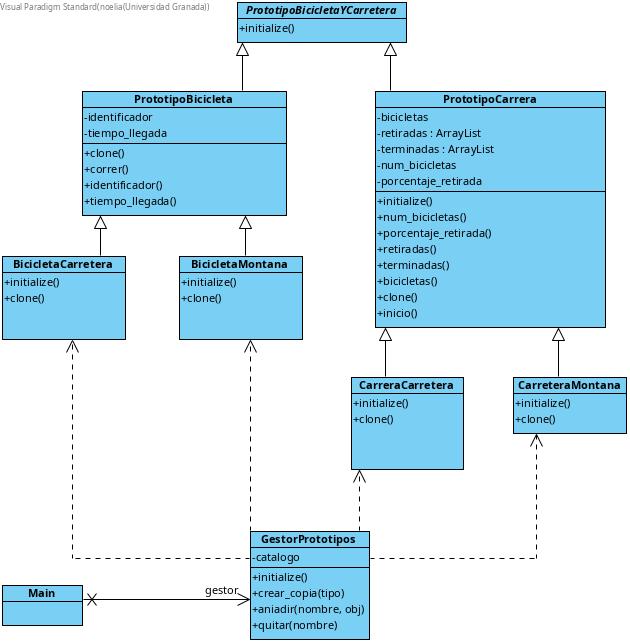 Visual Paradigm Standard(noelia(Universidad Granada))
PrototipoBicicletaYCarretera
+initialize()
PrototipoBicicleta
-identificador
-tiempo_llegada
+clone()
+correr()
+identificador()
+tiempo_llegada()
PrototipoCarrera
-bicicletas
-retiradas : ArrayList
-terminadas : ArrayList
-num_bicicletas
-porcentaje_retirada
+initialize()
+num_bicicletas()
+porcentaje_retirada()
+retiradas()
+terminadas()
+bicicletas()
+clone()
+inicio()
BicicletaCarretera
+initialize()
+clone()
BicicletaMontana
+initialize()
+clone()
CarreraCarretera
+initialize()
+clone()
CarreteraMontana
+initialize()
+clone()
GestorPrototipos
-catalogo
+initialize()
+crear_copia(tipo)
+aniadir(nombre, obj)
+quitar(nombre)
Main
gestor